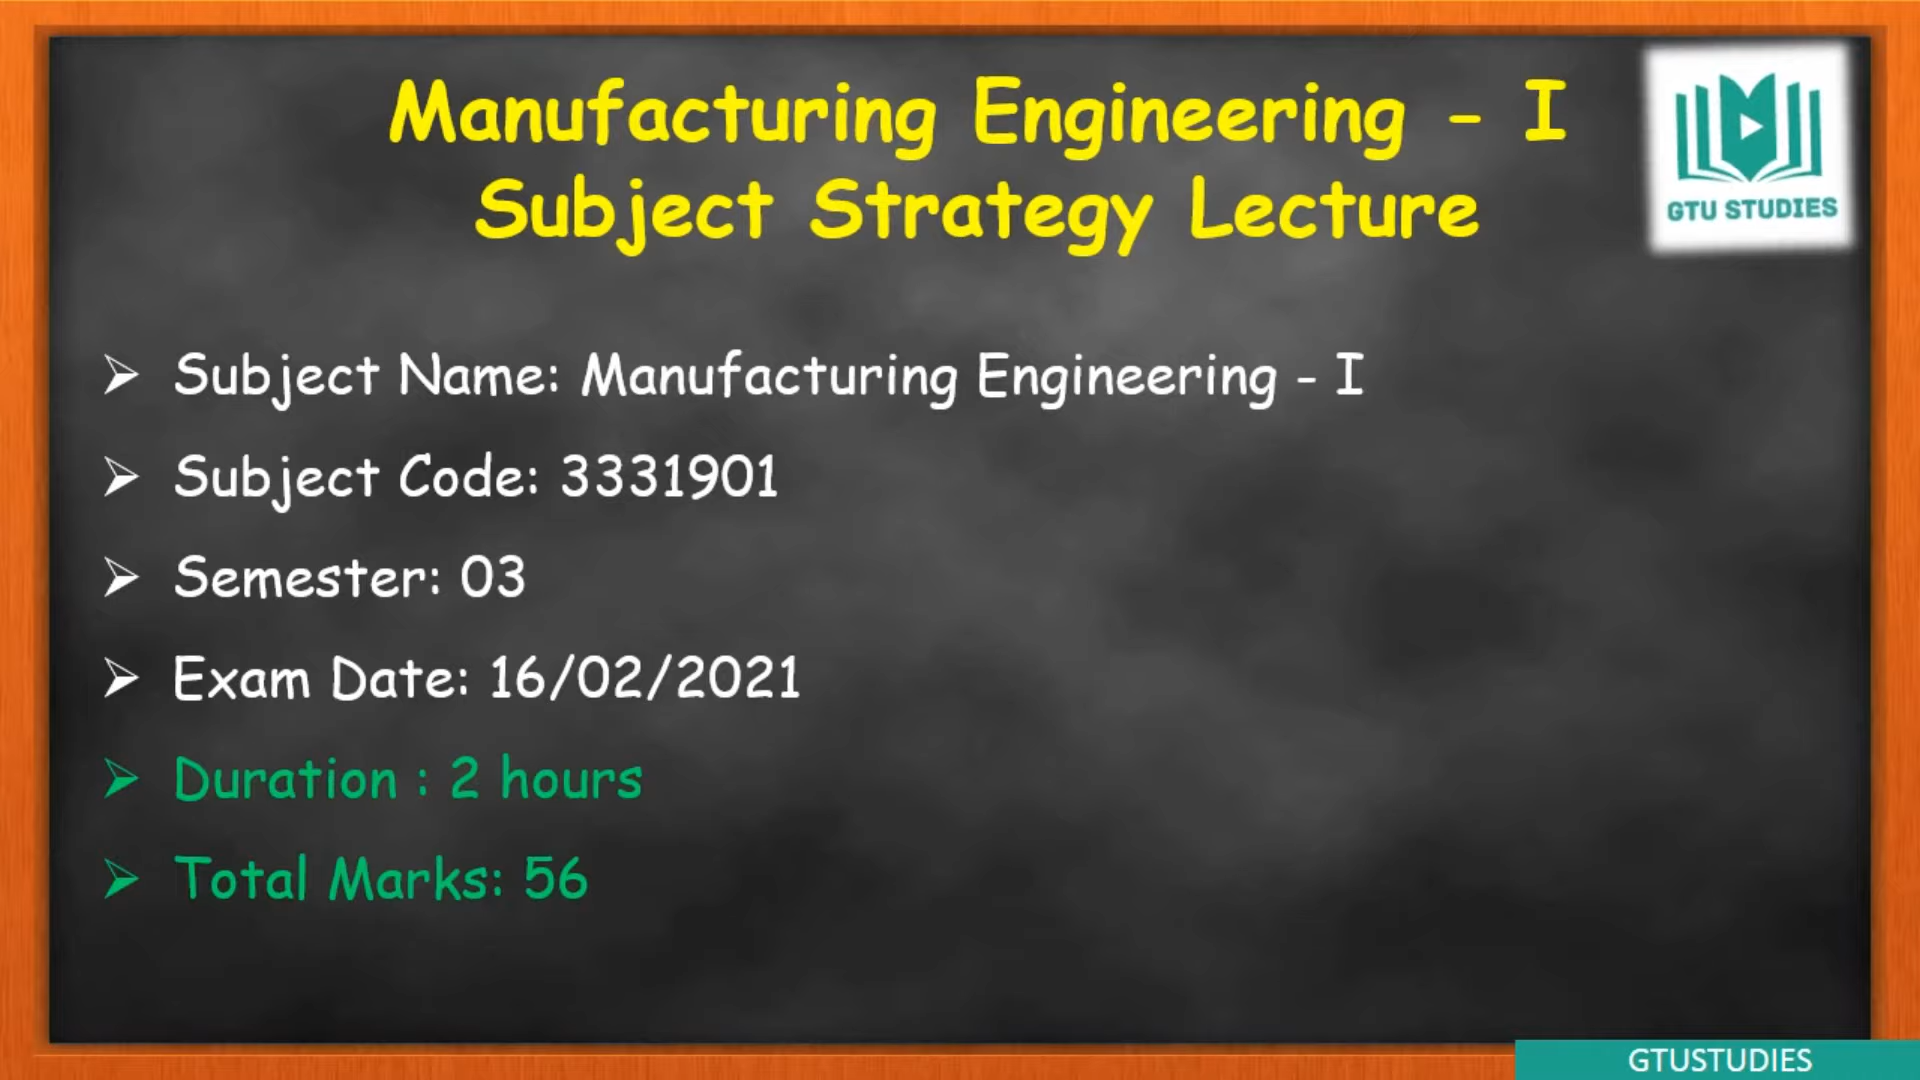 Manufacturing Engineering - I
Subject Strategy Lecture
GTU STUDIES
➢ Subject Name: Manufacturing Engineering - I
➢ Subject Code: 3331901
➢ Semester: 03
➢ Exam Date: 16/02/2021
➢ Duration : 2 hours
➢ Total Marks: 56
GTUSTUDIES